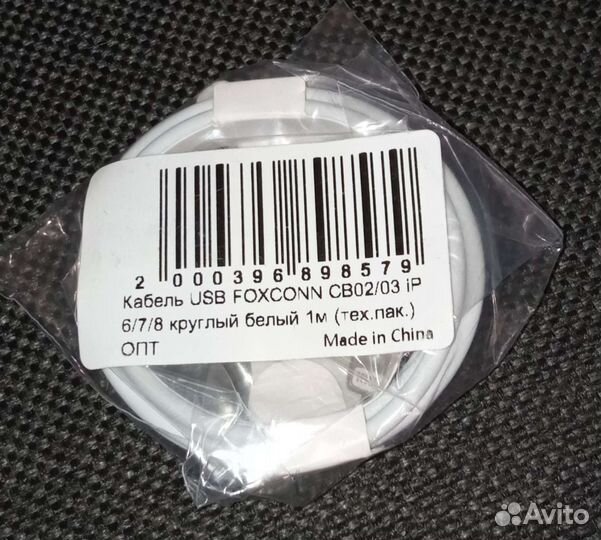 2 000396 898579
Кабель USB FOXCONN CB02/03 iP
6/7/8 круглый белый 1м (тех.пак.)
ОПТ Made in China
Avito